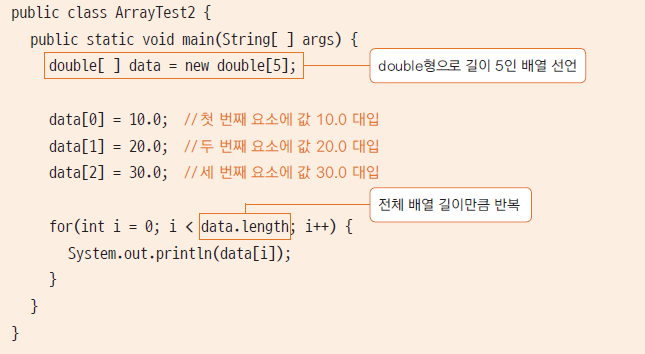 public class ArrayTest2 {
public static void main(String[ ] args) {
double[ ] data = new double[5];
double형으로 길이 5인 배열 선언
data[0] = 10.0; //첫 번째 요소에 값 10.0 대입
data[1] = 20.0; //두 번째 요소에 값 20.0 대입
data[2] = 30.0; //세 번째 요소에 값 30.0 대입
전체 배열 길이만큼 반복
for(int i = 0; i < data.length; i++) {
System.out.println(data[i]);
}
}
}